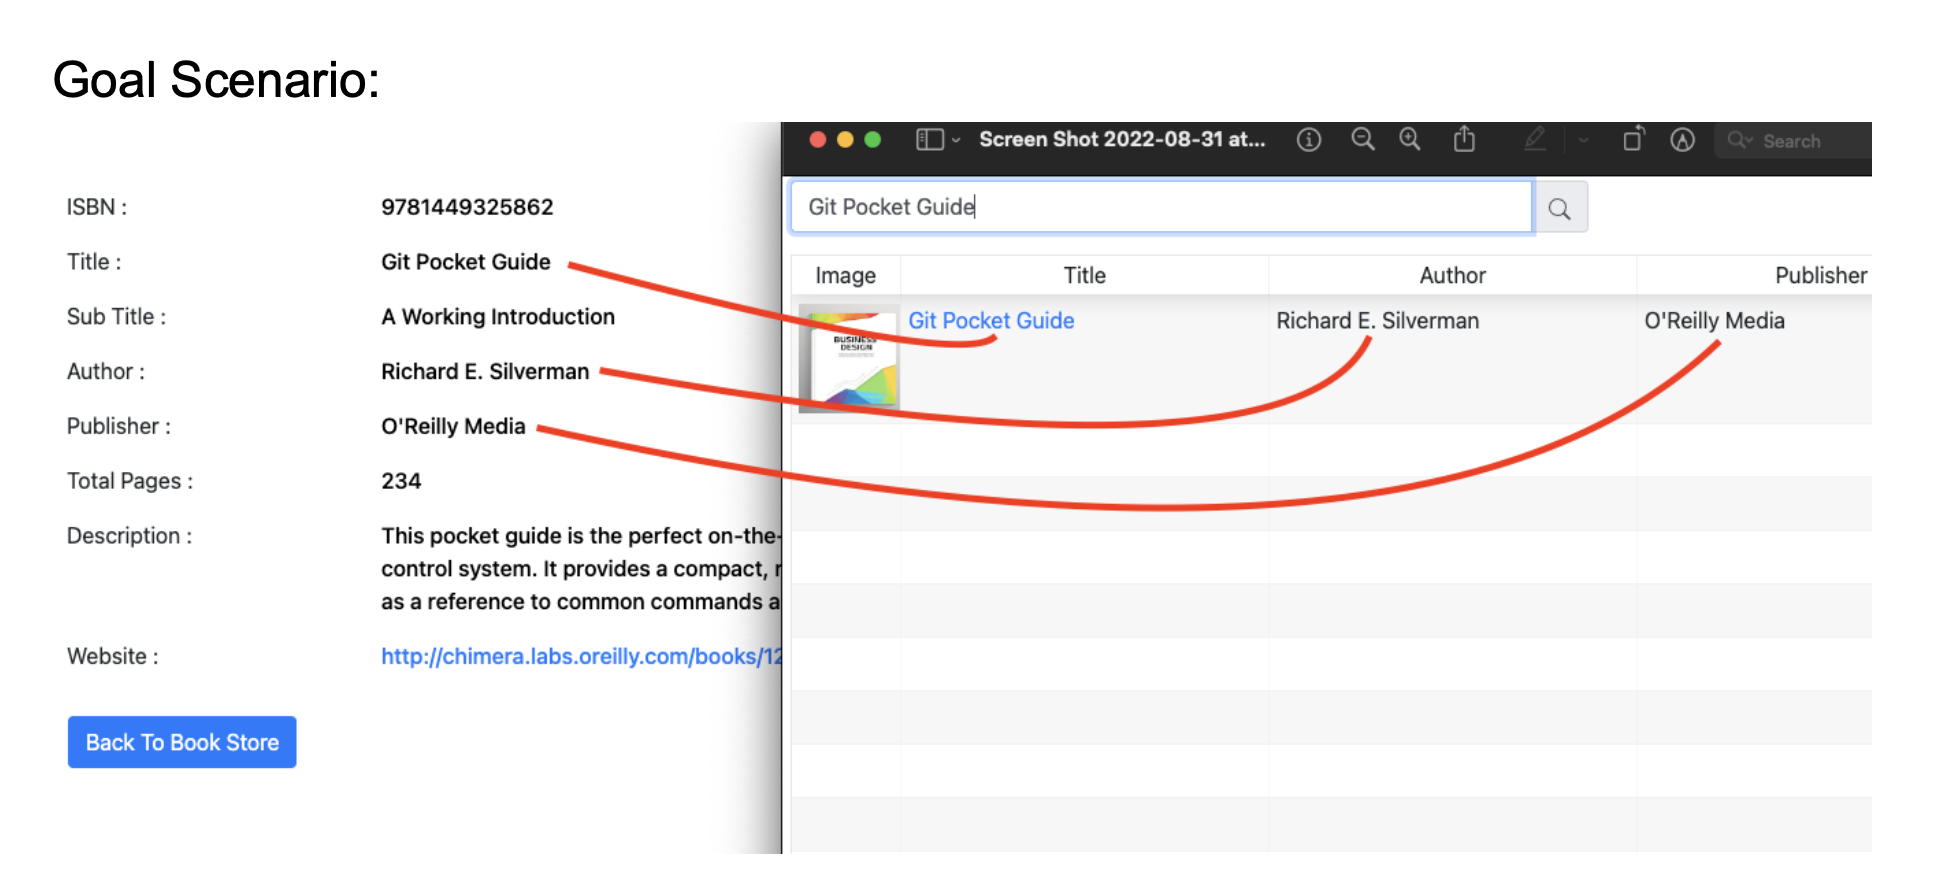 Goal Scenario:
ISBN : 9781449325862
Title : Git Pocket Guide
Sub Title : A Working Introduction
Author : Richard E. Silverman
Publisher : O'Reilly Media
Total Pages : 234
Description : This pocket guide is the perfect on-the-
control system. It provides a compact, r
as a reference to common commands a
Website : http://chimera.labs.oreilly.com/books/12
Back To Book Store
Screen Shot 2022-08-31 at...
Search
Git Pocket Guide
Image Title Author Publisher
BUSINESS
DESIGN
Git Pocket Guide Richard E. Silverman O'Reilly Media